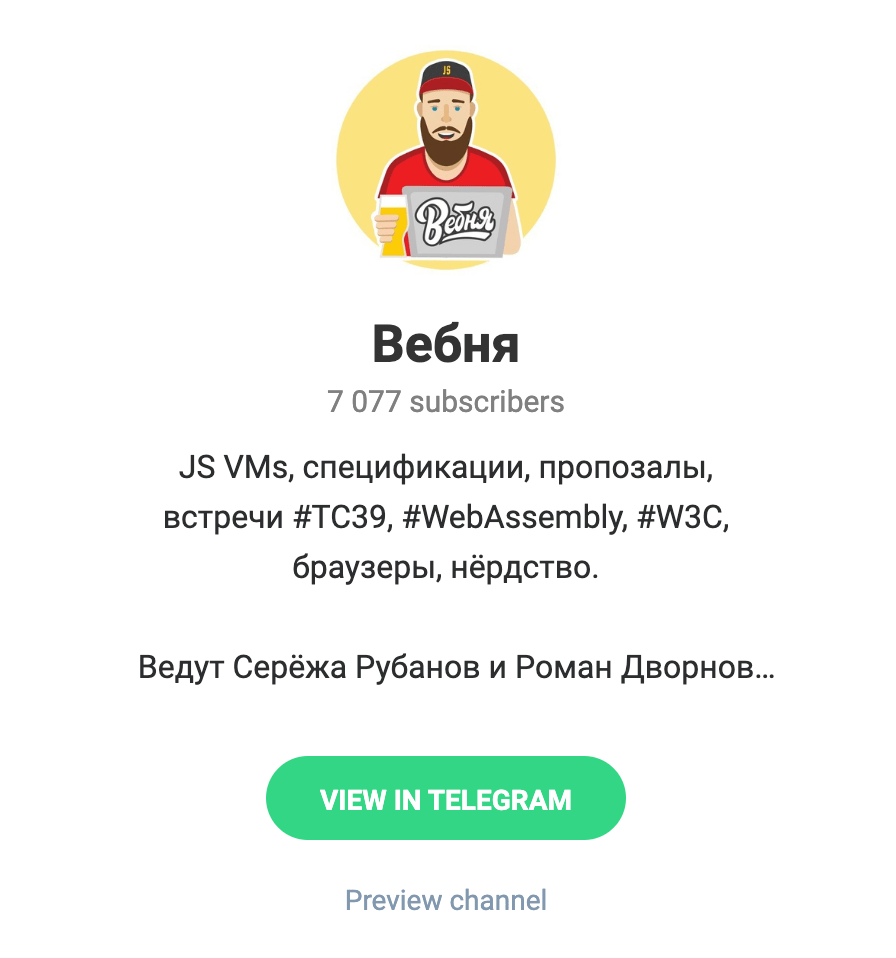 JS
Вебня
Вебня
7 077 subscribers
JS VMs, спецификации, пропозалы,
встречи #TC39, #WebAssembly, #W3C,
браузеры, нёрдство.
Ведут Серёжа Рубанов и Роман Дворнов…
VIEW IN TELEGRAM
Preview channel